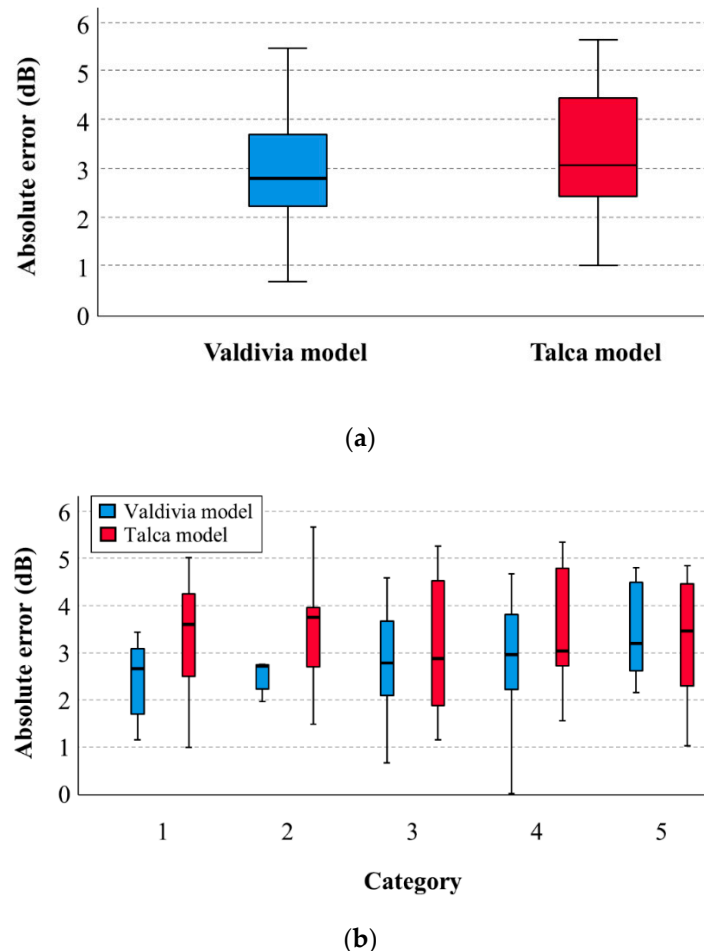 6
5
4
3
2
1
0
Absolute error (dB)
Valdivia model Talca model
(a)
Valdivia model
Talca model
6
5
4
3
2
1
0
Absolute error (dB)
1 2 3 4 5
Category
(b)